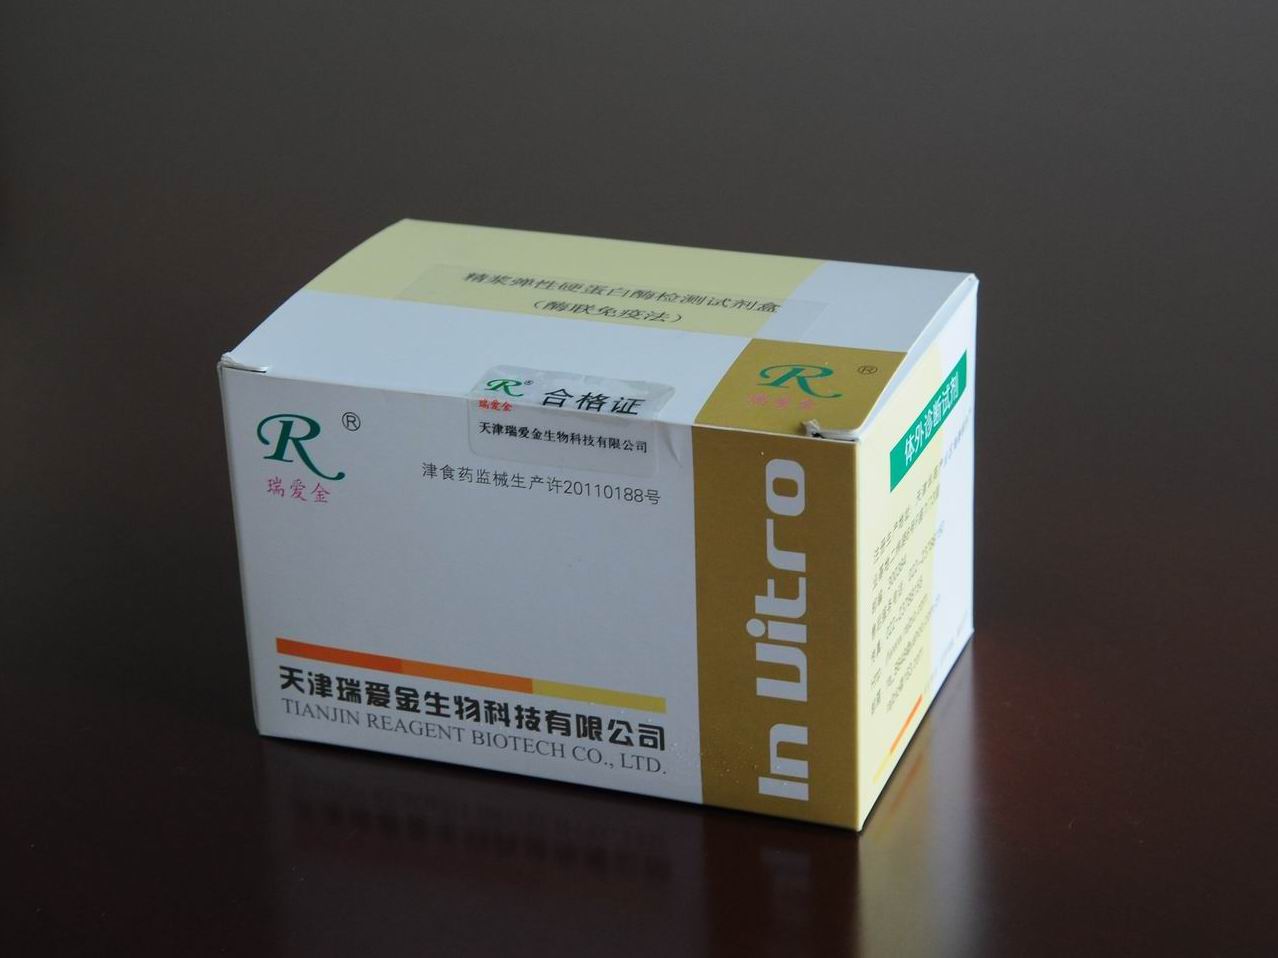 精浆弹性硬蛋白酶检测试剂盒
（酶联免疫法）
R®
瑞爱金
R®
瑞爱金
合格证
天津瑞爱金生物科技有限公司
津食药监械生产许20110188号
R®
瑞爱金
天津瑞爱金生物科技有限公司
TIANJIN REAGENT BIOTECH CO., LTD.
In Vitro
体外诊断试剂